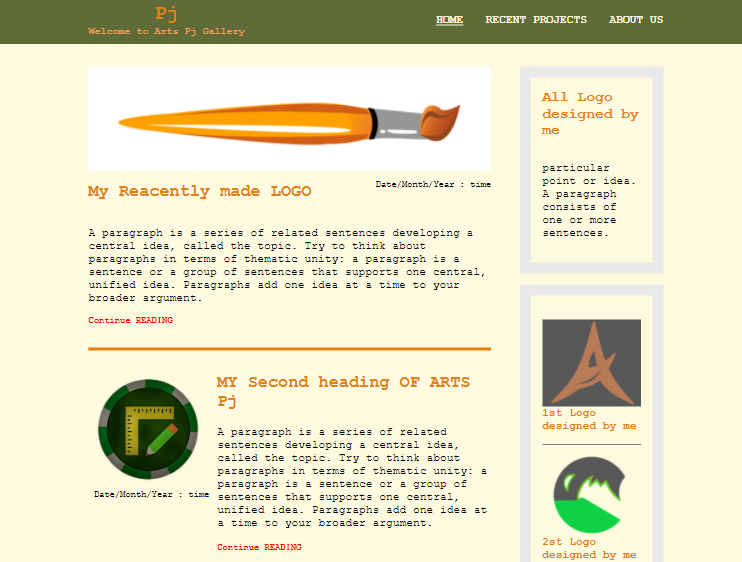 Pj
Welcome to Arts Pj Gallery
HOME RECENT PROJECTS ABOUT US
Date/Month/Year : time
My Reacently made LOGO
A paragraph is a series of related sentences developing a
central idea, called the topic. Try to think about
paragraphs in terms of thematic unity: a paragraph is a
sentence or a group of sentences that supports one central,
unified idea. Paragraphs add one idea at a time to your
broader argument.
Continue READING
MY Second heading OF ARTS
Pj
A paragraph is a series of related
sentences developing a central idea,
called the topic. Try to think about
paragraphs in terms of thematic unity: a
paragraph is a sentence or a group of
sentences that supports one central,
unified idea. Paragraphs add one idea at
a time to your broader argument.
Date/Month/Year : time
Continue READING
All Logo
designed by
me
particular
point or idea.
A paragraph
consists of
one or more
sentences.
1st Logo
designed by me
2st Logo
designed by me